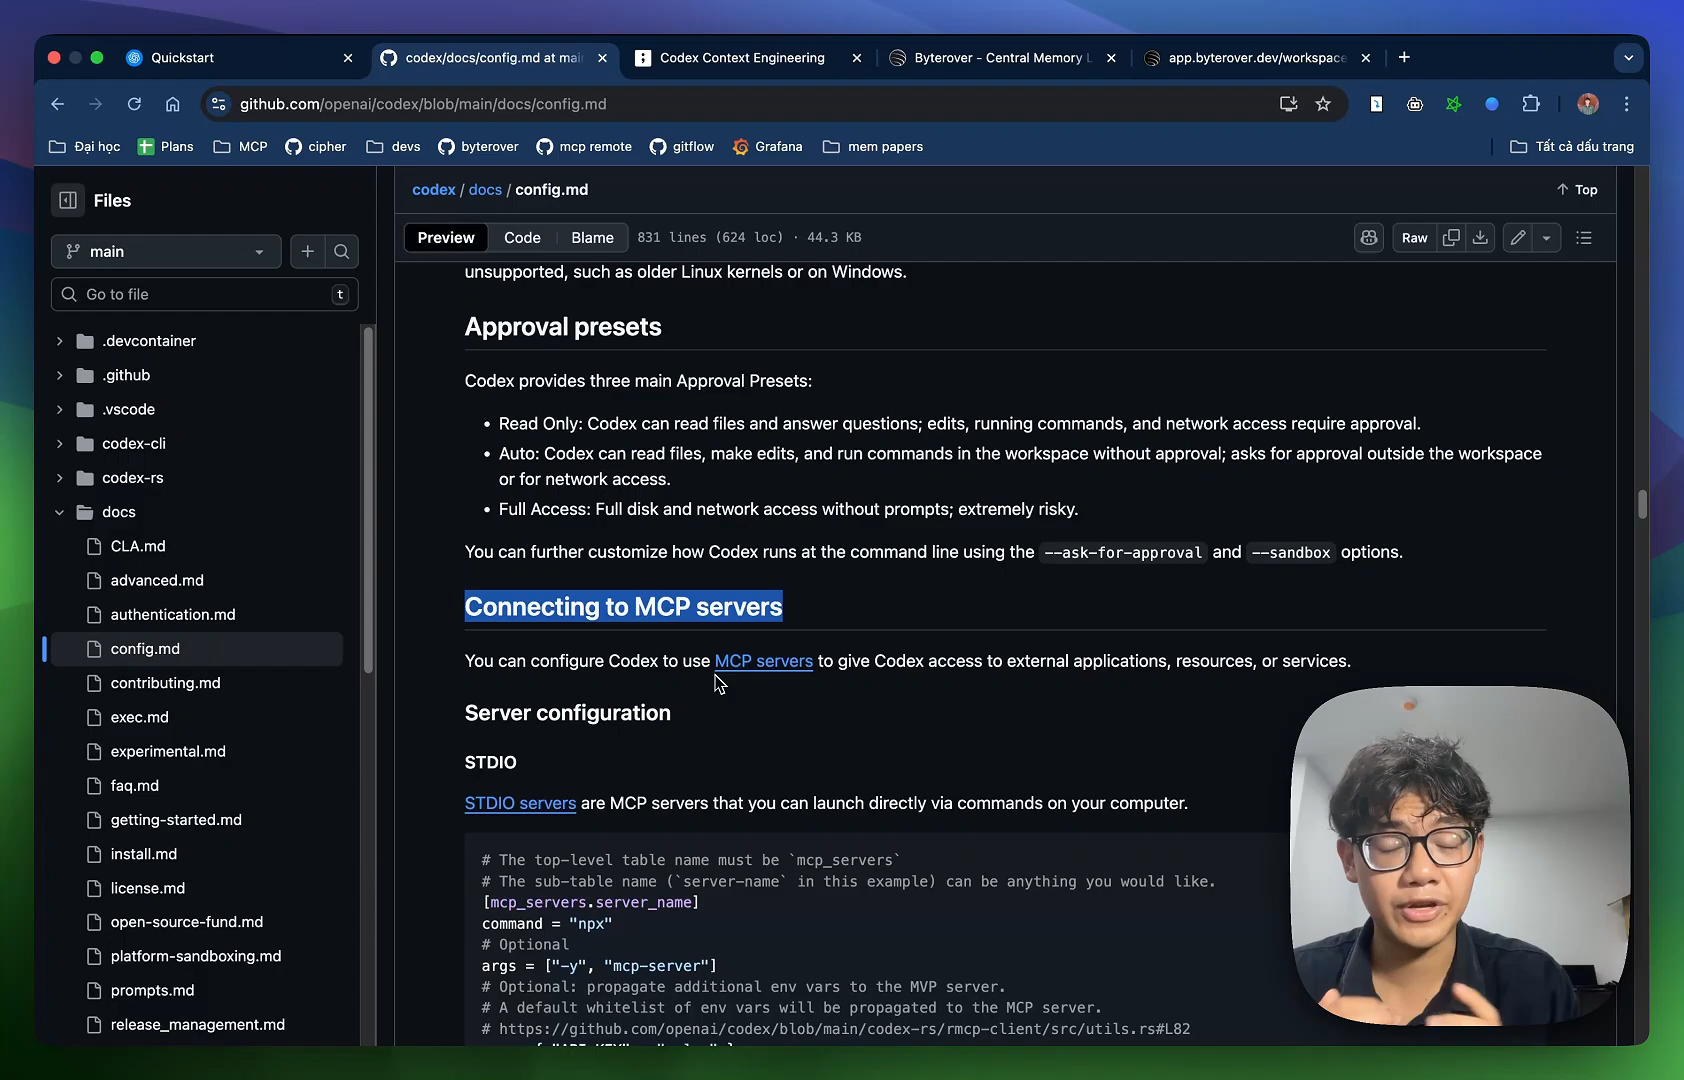 Quickstart
codex/docs/config.md at mai
Codex Context Engineering
Byterover - Central Memory L
app.byterover.dev/workspace
github.com/openai/codex/blob/main/docs/config.md
Đại học
Plans
MCP
cipher
devs
byterover
mcp remote
gitflow
Grafana
mem papers
Tất cả dấu trang
Files
main
Go to file
t
.devcontainer
.github
.vscode
codex-cli
codex-rs
docs
CLA.md
advanced.md
authentication.md
config.md
contributing.md
exec.md
experimental.md
faq.md
getting-started.md
install.md
license.md
open-source-fund.md
platform-sandboxing.md
prompts.md
release_management.md
codex / docs / config.md
Top
Preview
Code
Blame
831 lines (624 loc) · 44.3 KB
Raw
unsupported, such as older Linux kernels or on Windows.
Approval presets
Codex provides three main Approval Presets:
• Read Only: Codex can read files and answer questions; edits, running commands, and network access require approval.
• Auto: Codex can read files, make edits, and run commands in the workspace without approval; asks for approval outside the workspace
or for network access.
• Full Access: Full disk and network access without prompts; extremely risky.
You can further customize how Codex runs at the command line using the --ask-for-approval and --sandbox options.
Connecting to MCP servers
You can configure Codex to use MCP servers to give Codex access to external applications, resources, or services.
Server configuration
STDIO
STDIO servers are MCP servers that you can launch directly via commands on your computer.
# The top-level table name must be `mcp_servers`
# The sub-table name (`server-name` in this example) can be anything you would like.
[mcp_servers.server_name]
command = "npx"
# Optional
args = ["-y", "mcp-server"]
# Optional: propagate additional env vars to the MVP server.
# A default whitelist of env vars will be propagated to the MCP server.
# https://github.com/openai/codex/blob/main/codex-rs/rmcp-client/src/utils.rs#L82